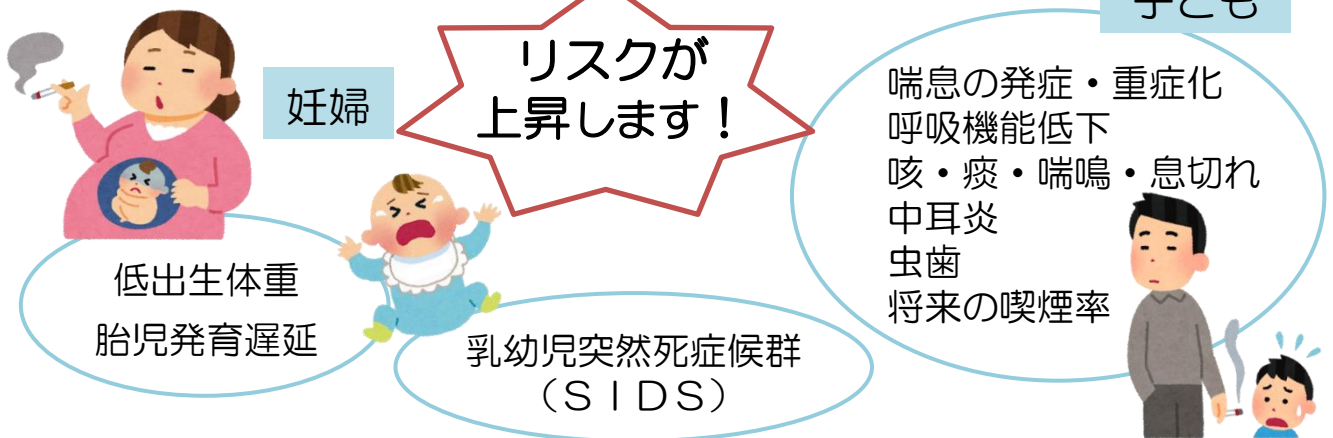 妊婦
リスクが
上昇します！
子ども
低出生体重
胎児発育遅延
乳幼児突然死症候群
（ＳＩＤＳ）
喘息の発症・重症化
呼吸機能低下
咳・痰・喘鳴・息切れ
中耳炎
虫歯
将来の喫煙率